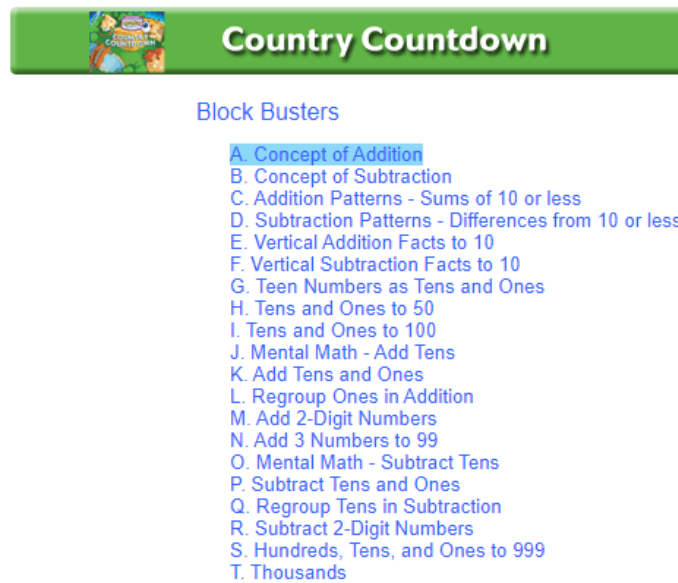 COUNTRY
COUNTDOWN
Country Countdown
Block Busters
A. Concept of Addition
B. Concept of Subtraction
C. Addition Patterns - Sums of 10 or less
D. Subtraction Patterns - Differences from 10 or less
E. Vertical Addition Facts to 10
F. Vertical Subtraction Facts to 10
G. Teen Numbers as Tens and Ones
H. Tens and Ones to 50
I. Tens and Ones to 100
J. Mental Math - Add Tens
K. Add Tens and Ones
L. Regroup Ones in Addition
M. Add 2-Digit Numbers
N. Add 3 Numbers to 99
O. Mental Math - Subtract Tens
P. Subtract Tens and Ones
Q. Regroup Tens in Subtraction
R. Subtract 2-Digit Numbers
S. Hundreds, Tens, and Ones to 999
T. Thousands